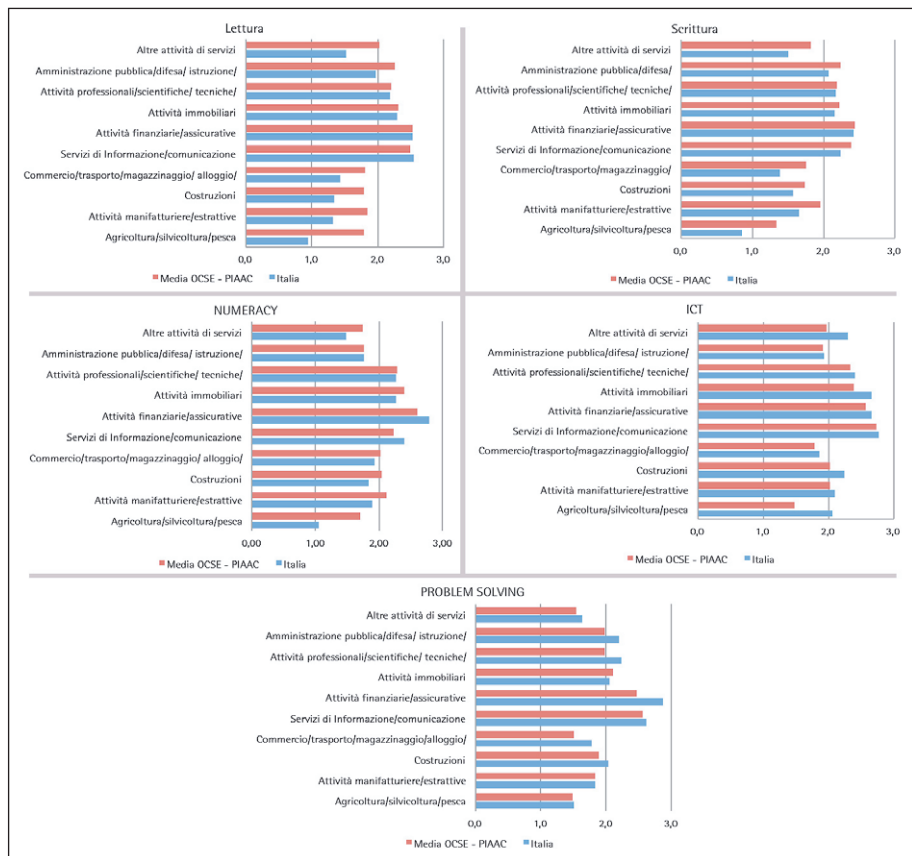 Lettura
Altre attività di servizi
Amministrazione pubblica/difesa/ istruzione/
Attività professionali/scientifiche/ tecniche/
Attività immobiliari
Attività finanziarie/assicurative
Servizi di Informazione/comunicazione
Commercio/trasporto/magazzinaggio/ alloggio/
Costruzioni
Attività manifatturiere/estrattive
Agricoltura/silvicoltura/pesca
0,0 1,0 2,0 3,0
Media OCSE - PIAAC Italia
Scrittura
Altre attività di servizi
Amministrazione pubblica/difesa/
Attività professionali/scientifiche/ tecniche/
Attività immobiliari
Attività finanziarie/assicurative
Servizi di Informazione/comunicazione
Commercio/trasporto/magazzinaggio/
Costruzioni
Attività manifatturiere/estrattive
Agricoltura/silvicoltura/pesca
0,0 1,0 2,0 3,0
Media OCSE - PIAAC Italia
NUMERACY
Altre attività di servizi
Amministrazione pubblica/difesa/ istruzione/
Attività professionali/scientifiche/ tecniche/
Attività immobiliari
Attività finanziarie/assicurative
Servizi di Informazione/comunicazione
Commercio/trasporto/magazzinaggio/ alloggio/
Costruzioni
Attività manifatturiere/estrattive
Agricoltura/silvicoltura/pesca
0,00 1,00 2,00 3,00
Media OCSE - PIAAC Italia
ICT
Altre attività di servizi
Amministrazione pubblica/difesa/ istruzione/
Attività professionali/scientifiche/ tecniche/
Attività immobiliari
Attività finanziarie/assicurative
Servizi di Informazione/comunicazione
Commercio/trasporto/magazzinaggio/alloggio/
Costruzioni
Attività manifatturiere/estrattive
Agricoltura/silvicoltura/pesca
0,0 1,0 2,0 3,0
Media OCSE - PIAAC Italia
PROBLEM SOLVING
Altre attività di servizi
Amministrazione pubblica/difesa/ istruzione/
Attività professionali/scientifiche/ tecniche/
Attività immobiliari
Attività finanziarie/assicurative
Servizi di Informazione/comunicazione
Commercio/trasporto/magazzinaggio/alloggio/
Costruzioni
Attività manifatturiere/estrattive
Agricoltura/silvicoltura/pesca
0,0 1,0 2,0 3,0
Media OCSE - PIAAC Italia